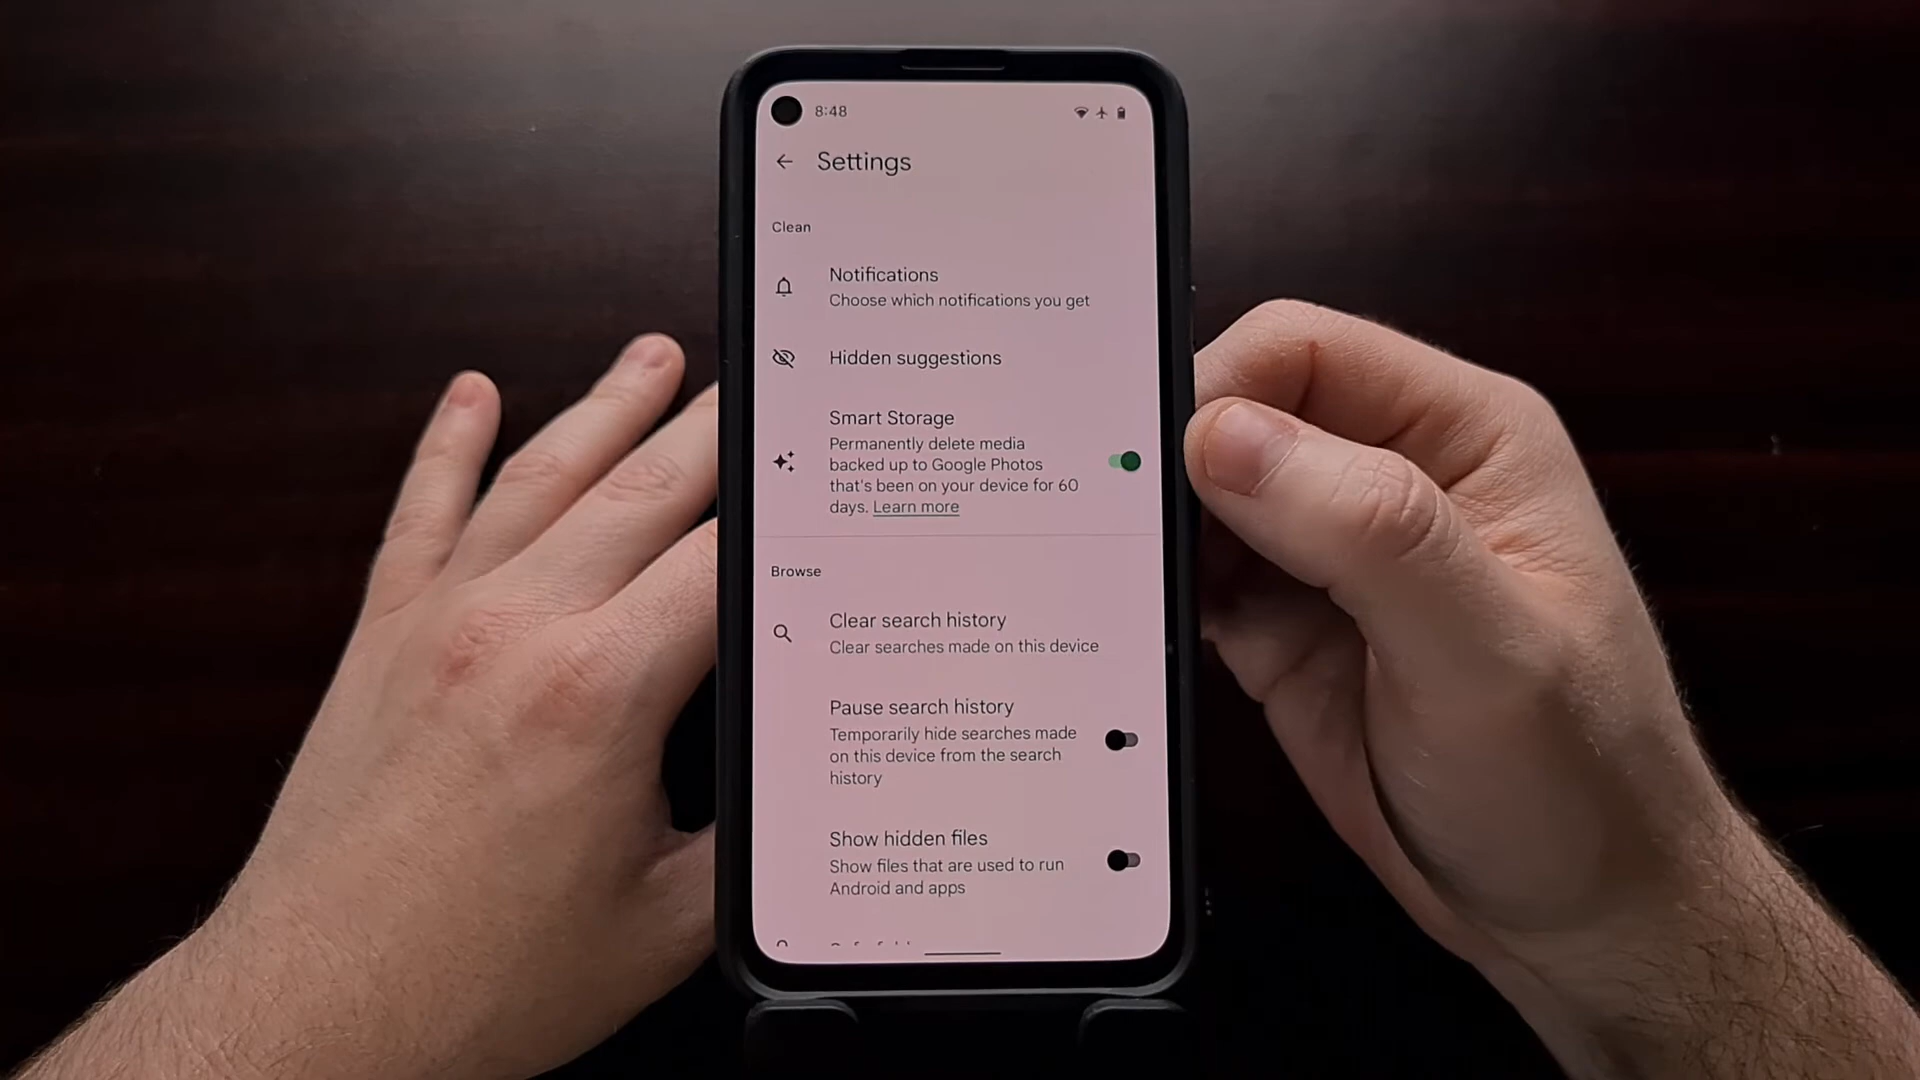 8:48
Settings
Clean
Notifications
Choose which notifications you get
Hidden suggestions
Smart Storage
Permanently delete media
backed up to Google Photos
that's been on your device for 60
days. Learn more
Browse
Clear search history
Clear searches made on this device
Pause search history
Temporarily hide searches made
on this device from the search
history
Show hidden files
Show files that are used to run
Android and apps